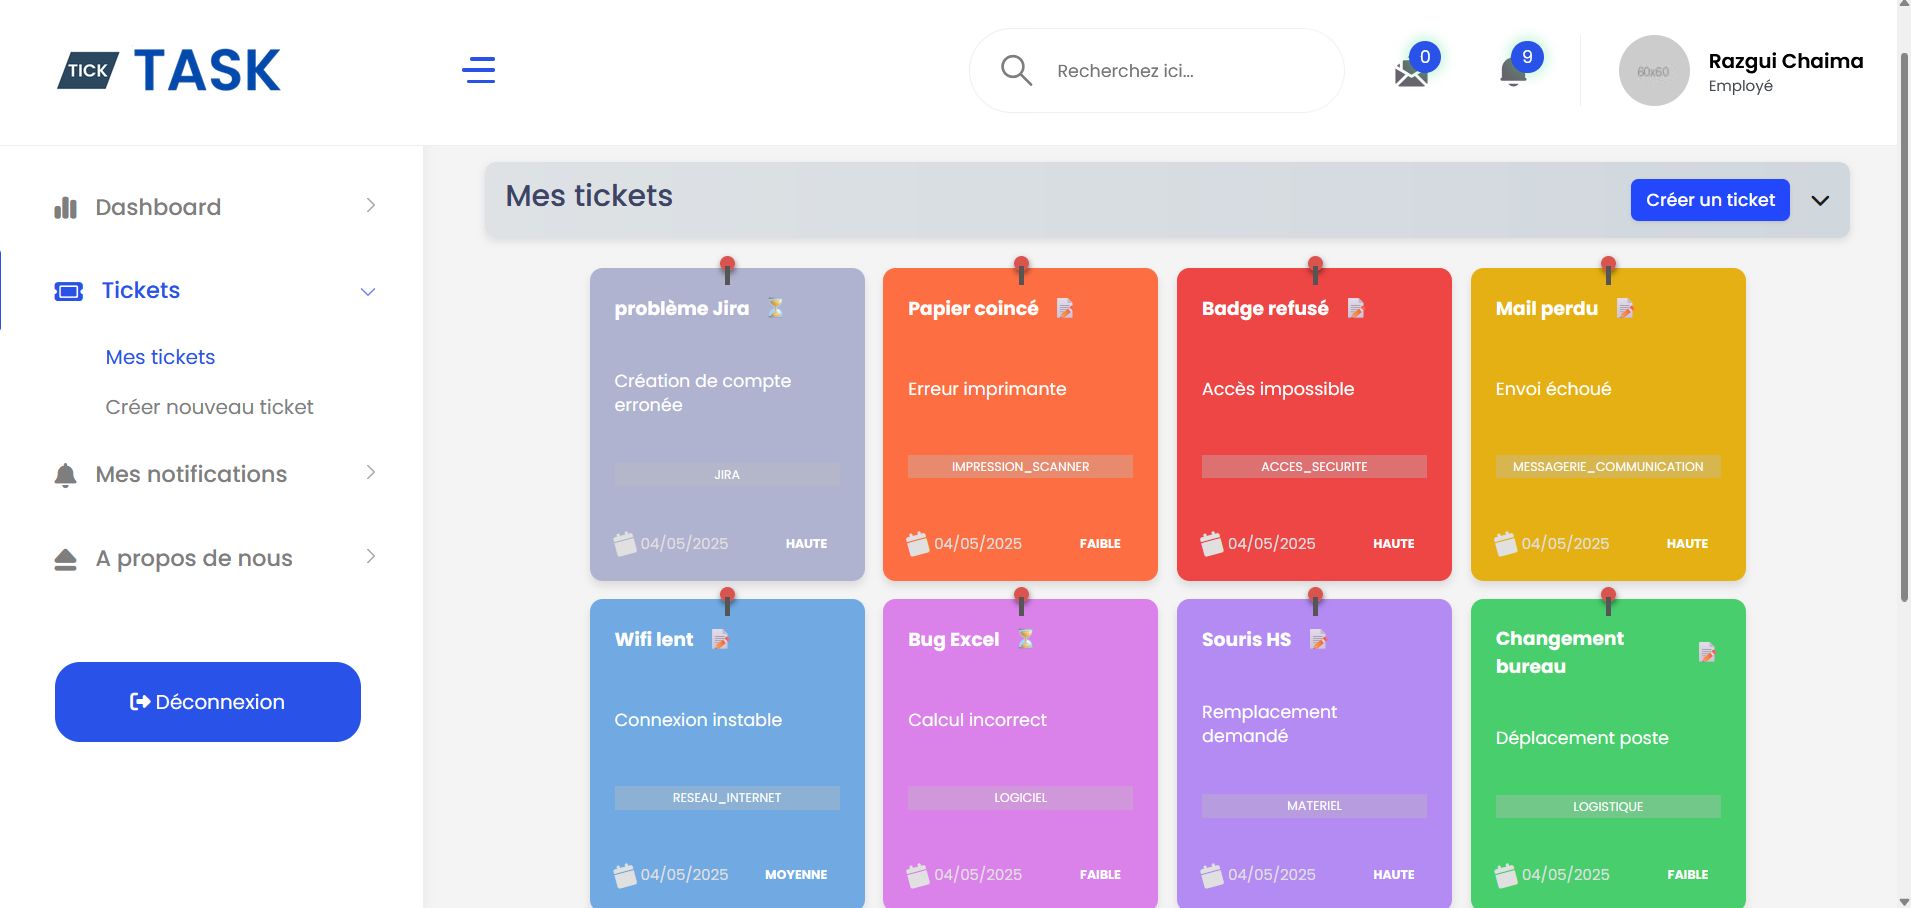 TICK TASK
Recherchez ici...
0
9
60x60
Razgui Chaima
Employé
Dashboard
Tickets
Mes tickets
Créer nouveau ticket
Mes notifications
A propos de nous
Déconnexion
Mes tickets
Créer un ticket
problème Jira
Création de compte
erronée
JIRA
04/05/2025 HAUTE
Papier coincé
Erreur imprimante
IMPRESSION_SCANNER
04/05/2025 FAIBLE
Badge refusé
Accès impossible
ACCES_SECURITE
04/05/2025 HAUTE
Mail perdu
Envoi échoué
MESSAGERIE_COMMUNICATION
04/05/2025 HAUTE
Wifi lent
Connexion instable
RESEAU_INTERNET
04/05/2025 MOYENNE
Bug Excel
Calcul incorrect
LOGICIEL
04/05/2025 FAIBLE
Souris HS
Remplacement
demandé
MATERIEL
04/05/2025 HAUTE
Changement
bureau
Déplacement poste
LOGISTIQUE
04/05/2025 FAIBLE